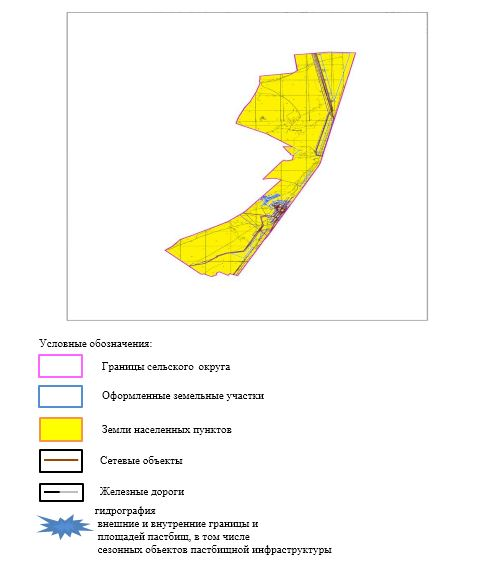 Условные обозначения:
Границы сельского округа
Оформленные земельные участки
Земли населенных пунктов
Сетевые объекты
Железные дороги
гидрография
внешние и внутренние границы и
площадей пастбищ, в том числе
сезонных объектов пастбищной инфраструктуры